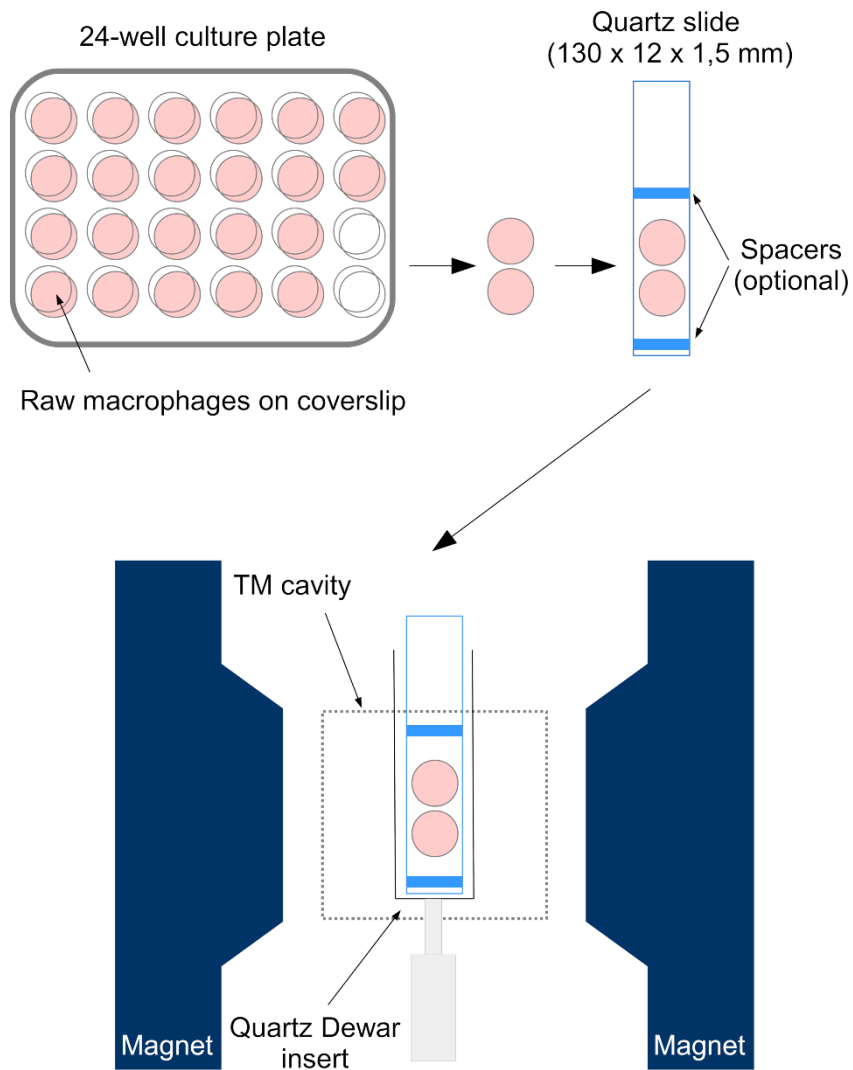 24-well culture plate
Quartz slide
(130 x 12 x 1,5 mm)
Spacers
(optional)
Raw macrophages on coverslip
TM cavity
Quartz Dewar
insert
Magnet
Magnet